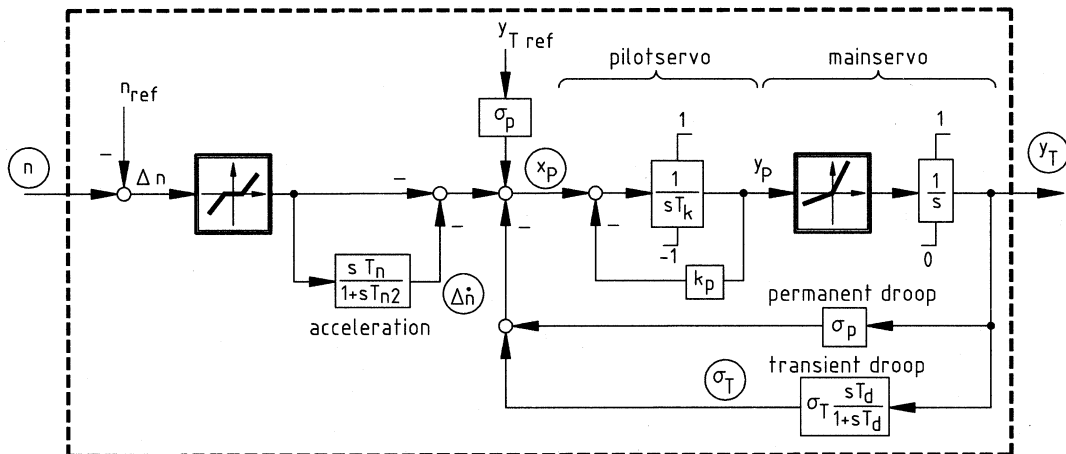 y_T ref
pilotservo
mainservo
n_ref
σ_p
1
1
n
–
Δ n
x_p
y_p
y_T
–
1
sT_k
1
s
–
–
–
-1
0
s T_n
1+sT_n2
Δṅ
k_p
acceleration
permanent droop
σ_p
transient droop
σ_T
σ_T sT_d
1+sT_d